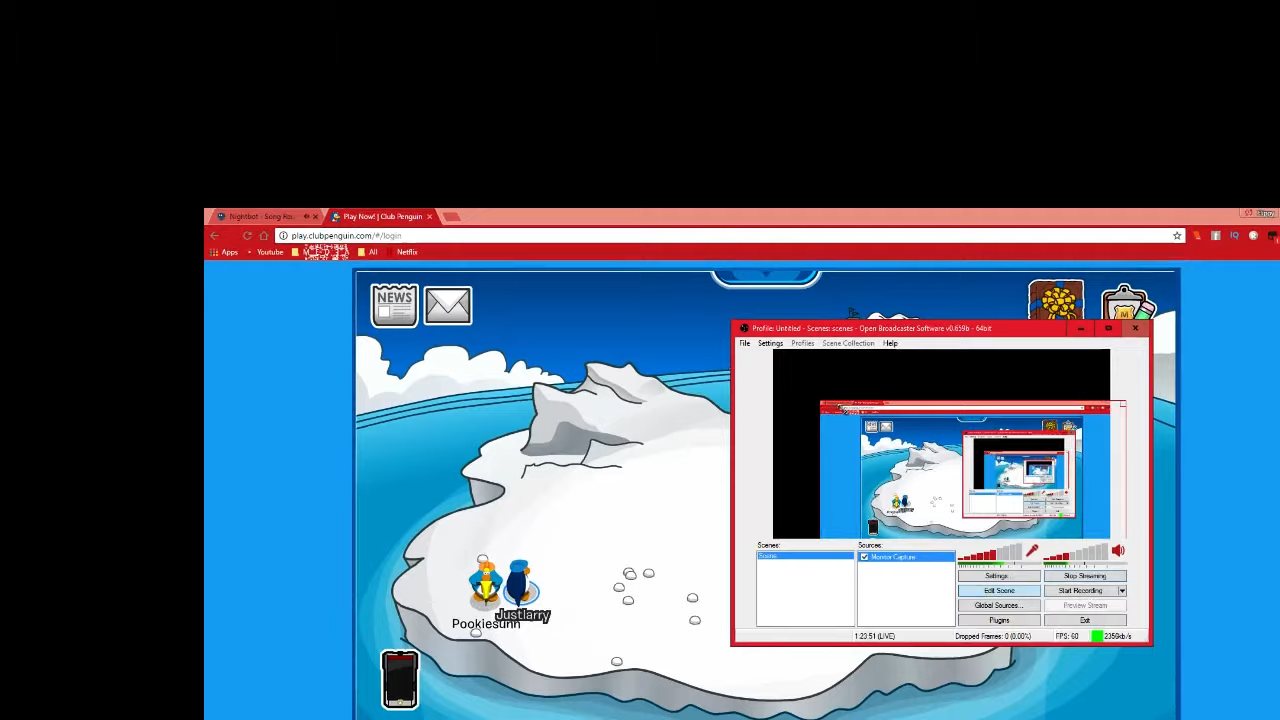 Nightbot : Song Re
Play Now! | Club Penguin
play.clubpenguin.com/#/login
Apps
Youtube
All
Netflix
NEWS
M
Profile: Untitled - Scenes: scenes - Open Broadcaster Software v0.659b - 64bit
File Settings Profiles Scene Collection Help
Scenes:
Sources:
Scene
Monitor Capture
Settings...
Stop Streaming
Edit Scene
Start Recording
Global Sources...
Preview Stream
Plugins
Exit
1:23:51 (LIVE)
Dropped Frames: 0 (0.00%)
FPS: 60
2356kb/s
Justlarry
Pookiesunn